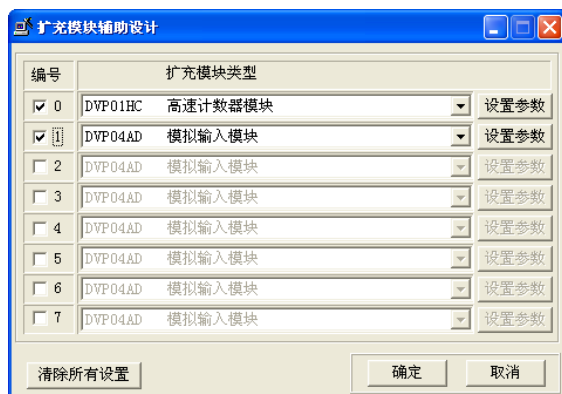 扩充模块辅助设计
编号 扩充模块类型
0 DVP01HC 高速计数器模块 设置参数
1 DVP04AD 模拟输入模块 设置参数
2 DVP04AD 模拟输入模块 设置参数
3 DVP04AD 模拟输入模块 设置参数
4 DVP04AD 模拟输入模块 设置参数
5 DVP04AD 模拟输入模块 设置参数
6 DVP04AD 模拟输入模块 设置参数
7 DVP04AD 模拟输入模块 设置参数
清除所有设置 确定 取消